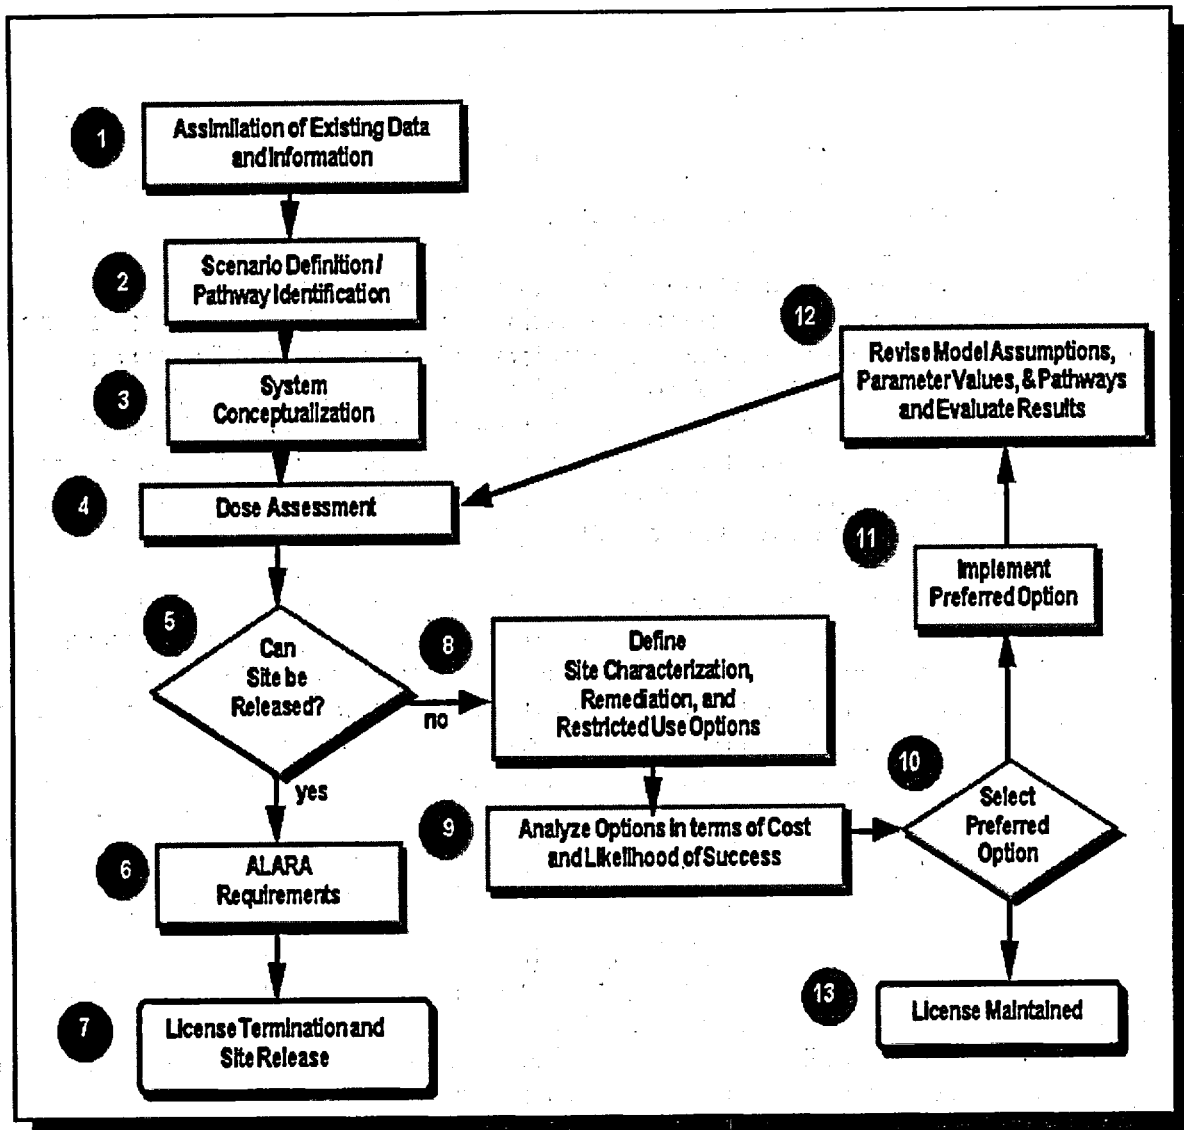 1
Assimilation of Existing Data
and Information
2
Scenario Definition /
Pathway Identification
3
System
Conceptualization
4
Dose Assessment
5
Can
Site be
Released?
no
yes
6
ALARA
Requirements
7
License Termination and
Site Release
8
Define
Site Characterization,
Remediation, and
Restricted Use Options
9
Analyze Options in terms of Cost
and Likelihood of Success
10
Select
Preferred
Option
11
Implement
Preferred Option
12
Revise Model Assumptions,
Parameter Values, & Pathways
and Evaluate Results
13
License Maintained